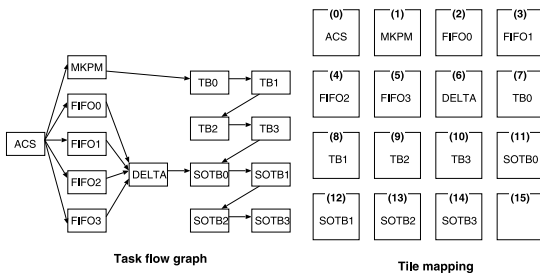 MKPM
TB0
TB1
FIFO0
TB2
TB3
ACS
FIFO1
FIFO2
DELTA
SOTB0
SOTB1
FIFO3
SOTB2
SOTB3
Task flow graph
(0)
(1)
(2)
(3)
ACS
MKPM
FIFO0
FIFO1
(4)
(5)
(6)
(7)
FIFO2
FIFO3
DELTA
TB0
(8)
(9)
(10)
(11)
TB1
TB2
TB3
SOTB0
(12)
(13)
(14)
(15)
SOTB1
SOTB2
SOTB3
Tile mapping